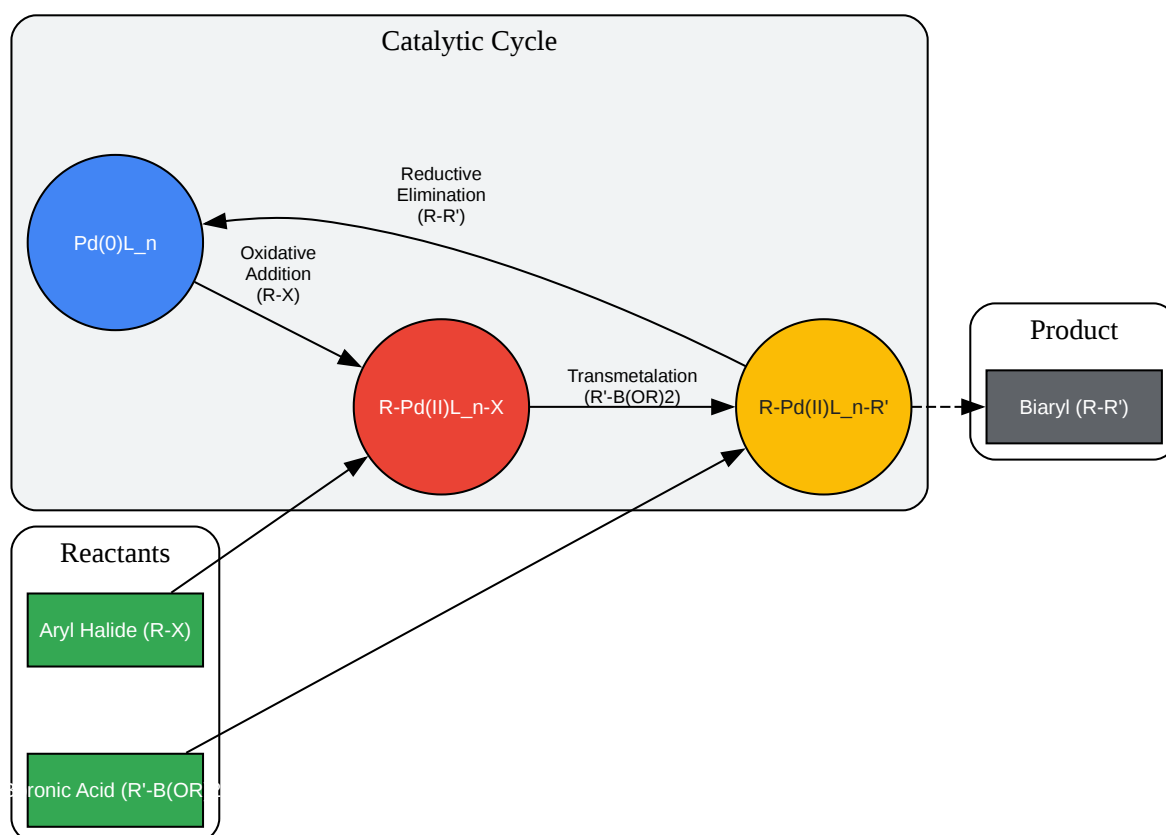 Catalytic Cycle
Reductive
Elimination
(R-R')
Pd(0)L_n
Oxidative
Addition
(R-X)
Transmetalation
(R'-B(OR)2)
R-Pd(II)L_n-X
R-Pd(II)L_n-R'
Product
Biaryl (R-R')
Reactants
Aryl Halide (R-X)
Acid (R'-B(OR)2